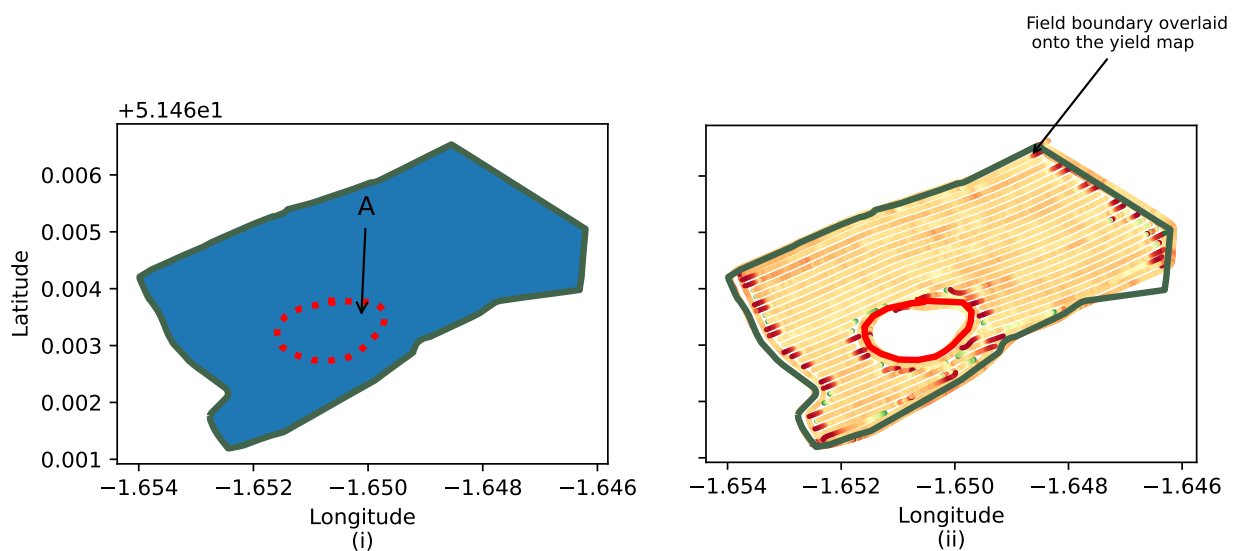 Field boundary overlaid
onto the yield map
+5.146e1
0.006
0.005
0.004
0.003
0.002
0.001
A
Latitude
−1.654 −1.652 −1.650 −1.648 −1.646
Longitude
(i)
−1.654 −1.652 −1.650 −1.648 −1.646
Longitude
(ii)